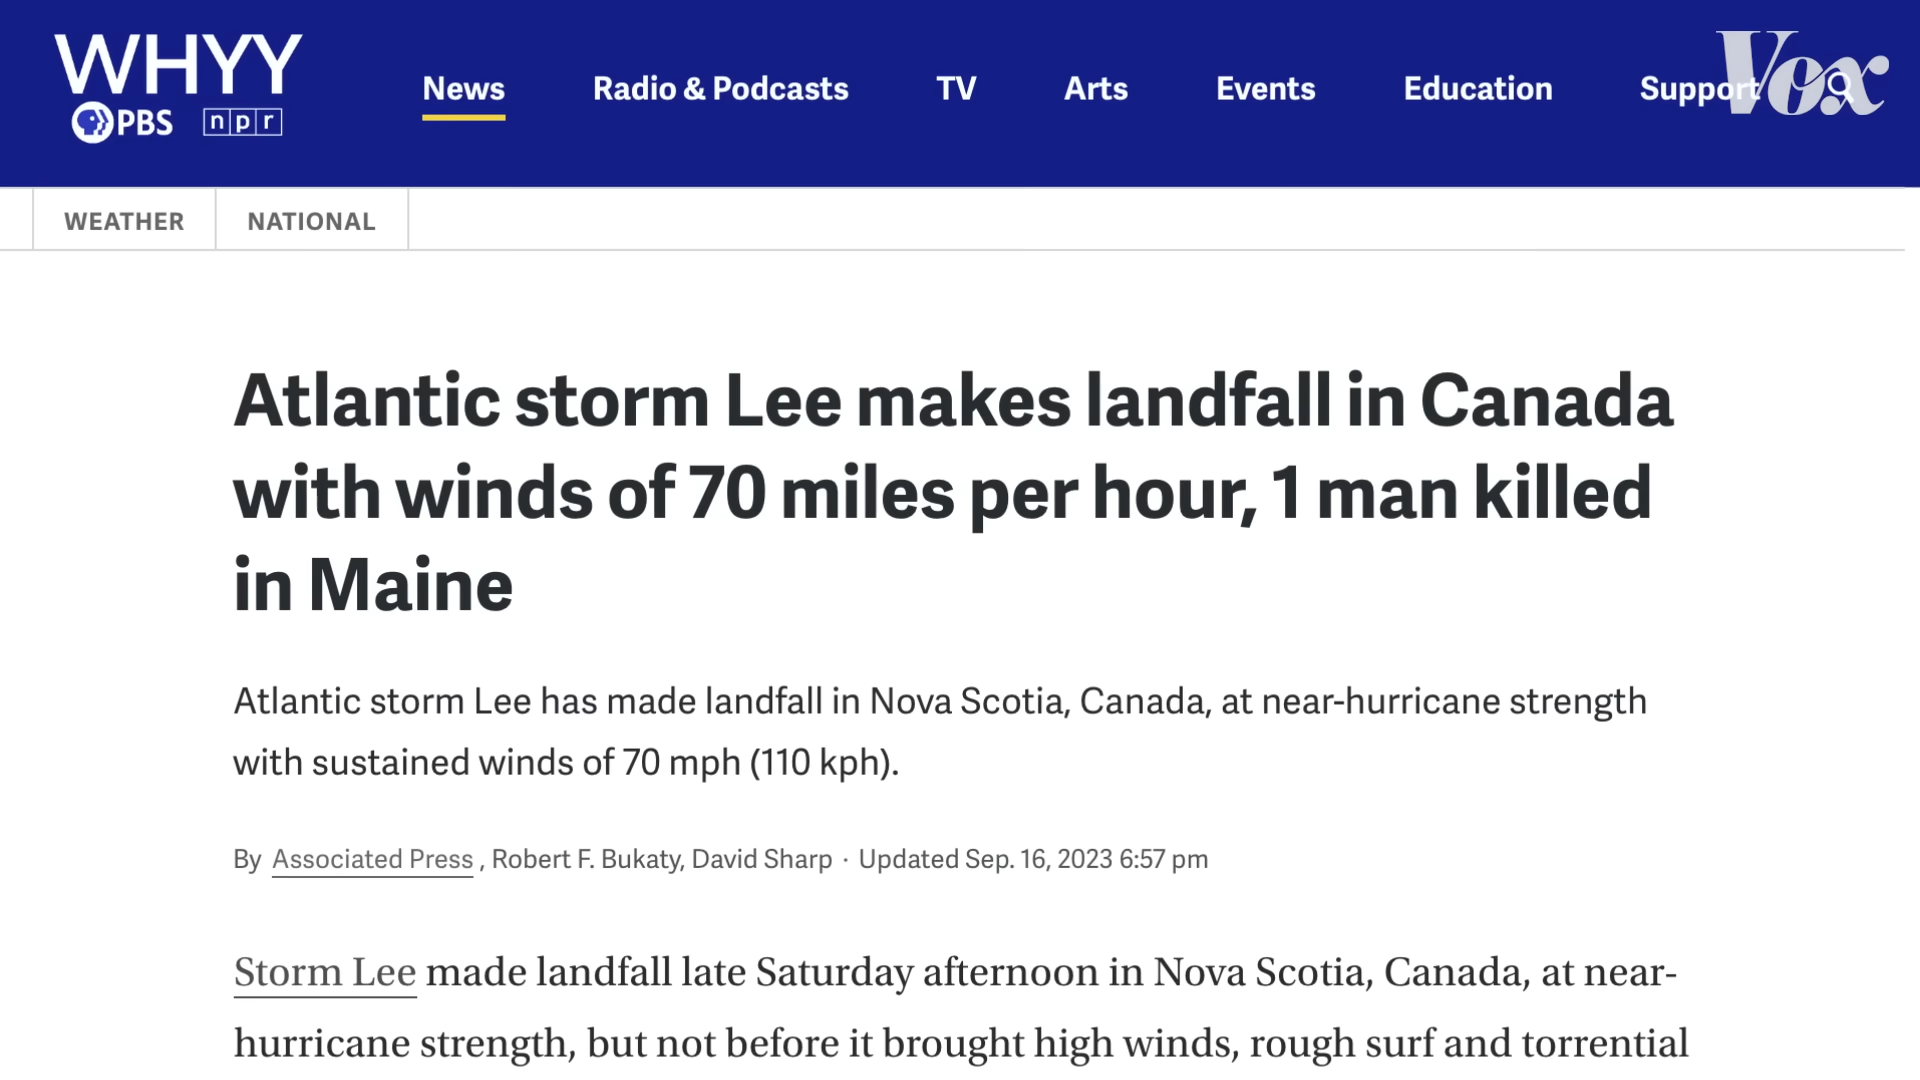 WHYY
PBS npr
News Radio & Podcasts TV Arts Events Education Support
Vox
WEATHER NATIONAL
Atlantic storm Lee makes landfall in Canada
with winds of 70 miles per hour, 1 man killed
in Maine
Atlantic storm Lee has made landfall in Nova Scotia, Canada, at near-hurricane strength
with sustained winds of 70 mph (110 kph).
By Associated Press , Robert F. Bukaty, David Sharp · Updated Sep. 16, 2023 6:57 pm
Storm Lee made landfall late Saturday afternoon in Nova Scotia, Canada, at near-
hurricane strength, but not before it brought high winds, rough surf and torrential